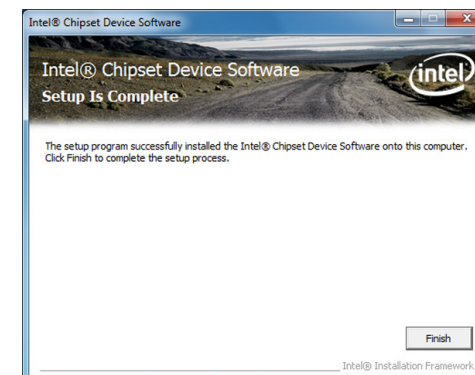 Intel® Chipset Device Software
Intel® Chipset Device Software
intel
Setup Is Complete
The setup program successfully installed the Intel® Chipset Device Software onto this computer.
Click Finish to complete the setup process.
Finish
Intel® Installation Framework